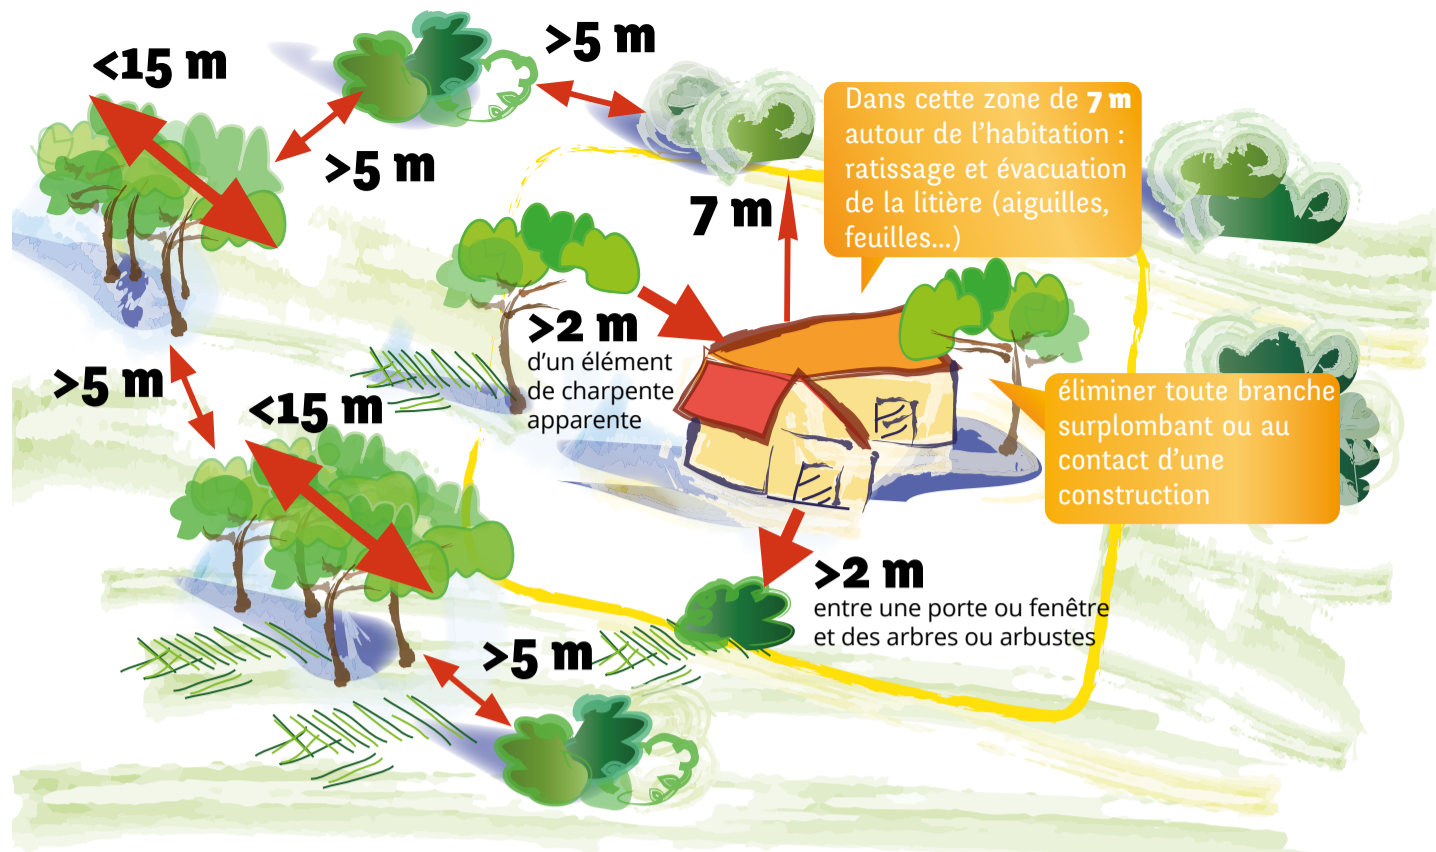 <15 m
>5 m
>5 m
Dans cette zone de 7 m
autour de l’habitation :
ratissage et évacuation
de la litière (aiguilles,
feuilles...)
7 m
>2 m
d’un élément
de charpente
apparente
>5 m
<15 m
éliminer toute branche
surplombant ou au
contact d’une
construction
>2 m
entre une porte ou fenêtre
et des arbres ou arbustes
>5 m